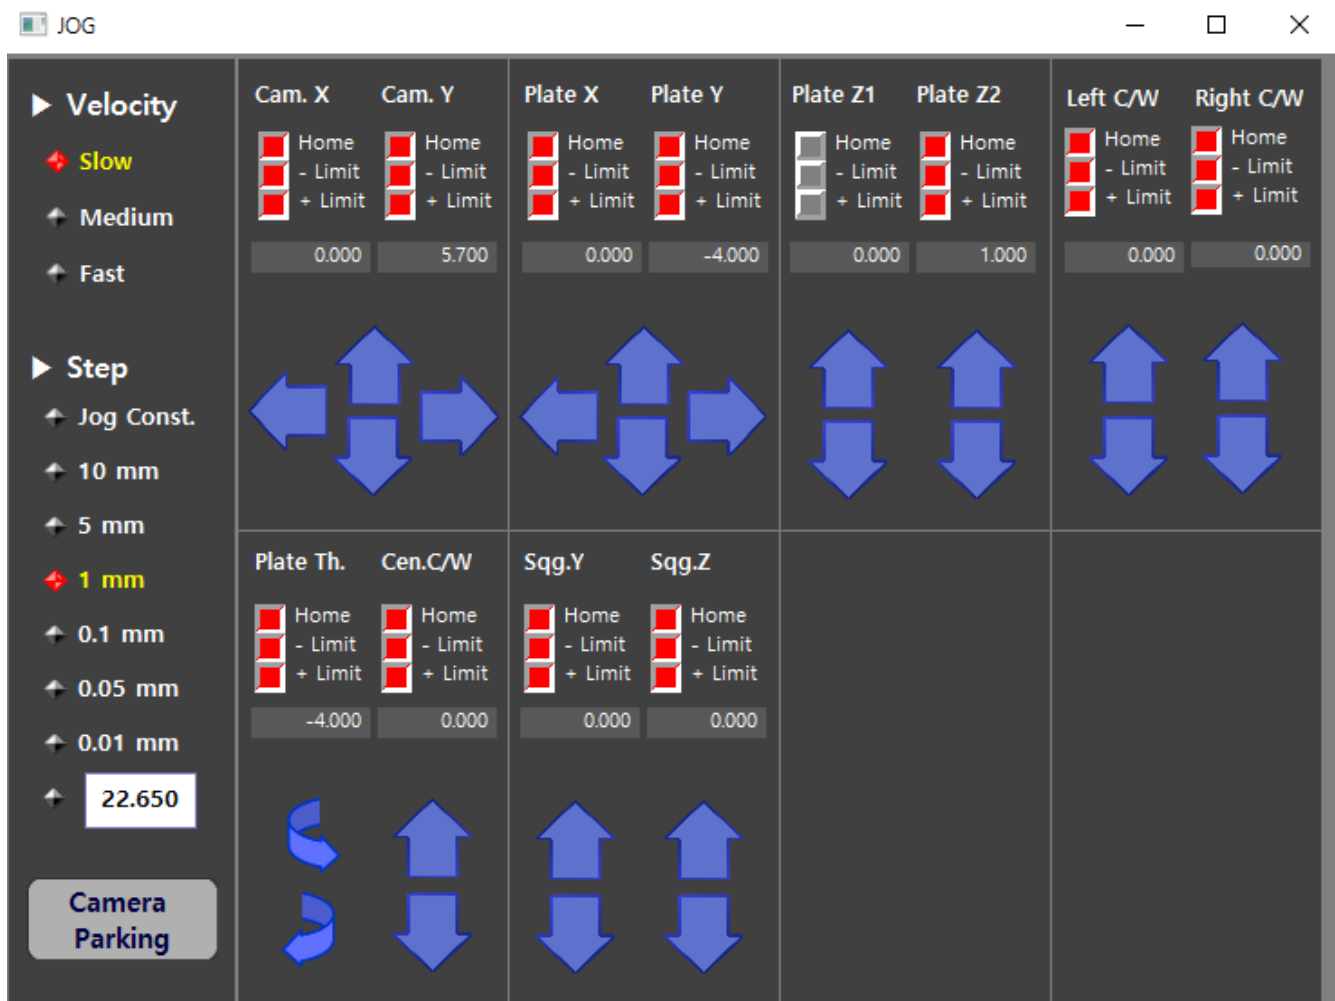 JOG
Velocity
Slow
Medium
Fast
Step
Jog Const.
10 mm
5 mm
1 mm
0.1 mm
0.05 mm
0.01 mm
22.650
Camera
Parking
Cam. X Cam. Y
Home Home
- Limit - Limit
+ Limit + Limit
0.000 5.700
Plate X Plate Y
Home Home
- Limit - Limit
+ Limit + Limit
0.000 -4.000
Plate Z1 Plate Z2
Home Home
- Limit - Limit
+ Limit + Limit
0.000 1.000
Left C/W Right C/W
Home Home
- Limit - Limit
+ Limit + Limit
0.000 0.000
Plate Th. Cen.C/W
Home Home
- Limit - Limit
+ Limit + Limit
-4.000 0.000
Sqg.Y Sqg.Z
Home Home
- Limit - Limit
+ Limit + Limit
0.000 0.000